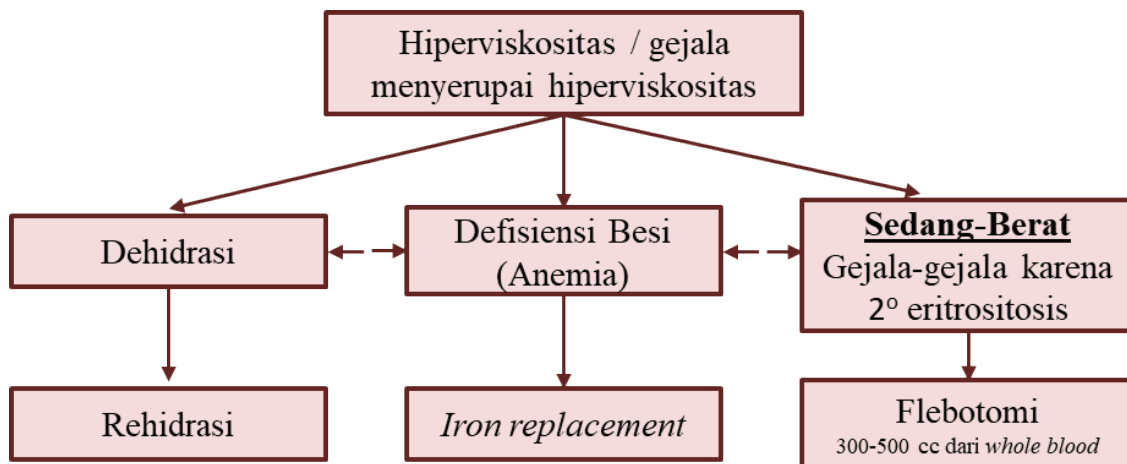 Hiperviskositas / gejala
menyerupai hiperviskositas
Dehidrasi
Defisiensi Besi
(Anemia)
Sedang-Berat
Gejala-gejala karena
2° eritrositosis
Rehidrasi
Iron replacement
Flebotomi
300-500 cc dari whole blood